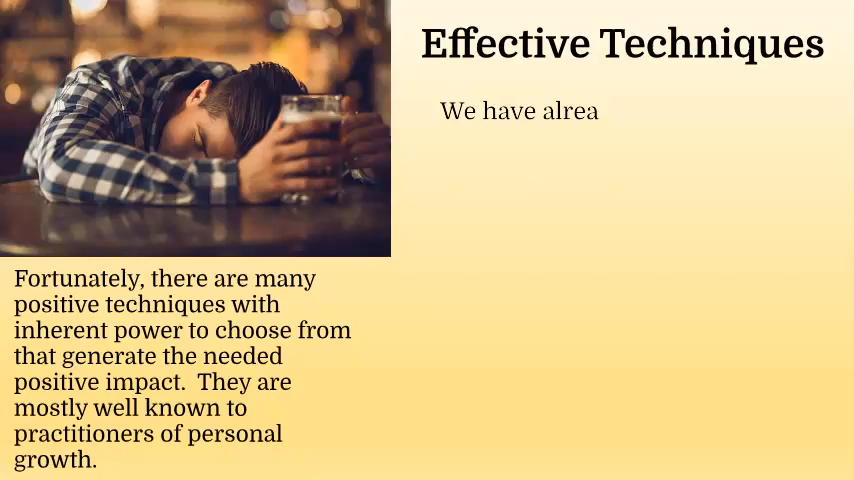 Effective Techniques
We have alrea
Fortunately, there are many
positive techniques with
inherent power to choose from
that generate the needed
positive impact.  They are
mostly well known to
practitioners of personal
growth.